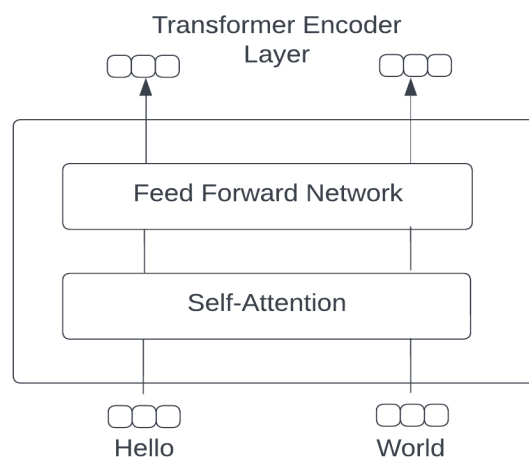 Transformer Encoder
Layer
Feed Forward Network
Self-Attention
Hello
World